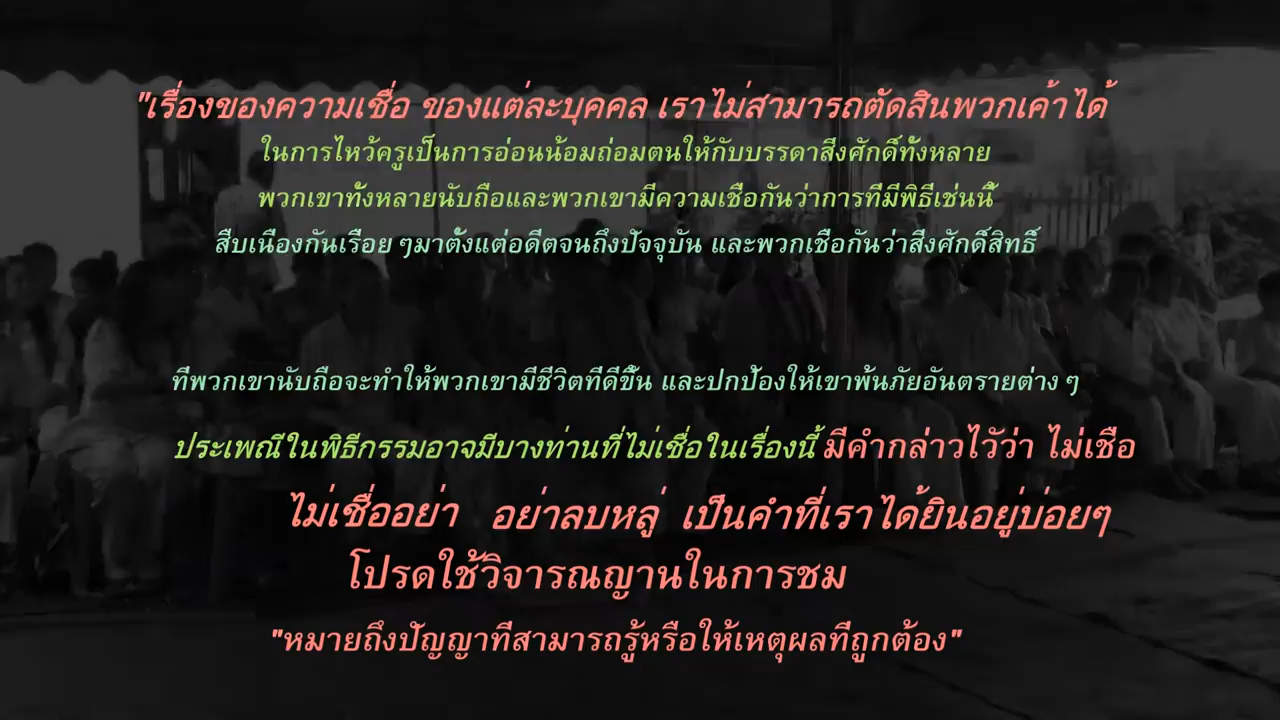 "เรื่องของความเชื่อ ของแต่ละบุคคล เราไม่สามารถตัดสินพวกเค้าได้
ในการไหว้ครูเป็นการอ่อนน้อมถ่อมตนให้กับบรรดาสิ่งศักดิ์ทั้งหลาย
พวกเขาทั้งหลายนับถือและพวกเขามีความเชื่อกันว่าการที่มีพิธีเช่นนี้
สืบเนื่องกันเรื่อย ๆมาตั้งแต่อดีตจนถึงปัจจุบัน และพวกเชื่อกันว่าสิ่งศักดิ์สิทธิ์
ที่พวกเขานับถือจะทำให้พวกเขามีชีวิตที่ดีขึ้น และปกป้องให้เขาพ้นภัยอันตรายต่าง ๆ
ประเพณีในพิธีกรรมอาจมีบางท่านที่ไม่เชื่อในเรื่องนี้ มีคำกล่าวไว้ว่า ไม่เชื่อ
ไม่เชื่ออย่า อย่าลบหลู่ เป็นคำที่เราได้ยินอยู่บ่อยๆ
โปรดใช้วิจารณญานในการชม
"หมายถึงปัญญาที่สามารถรู้หรือให้เหตุผลที่ถูกต้อง"